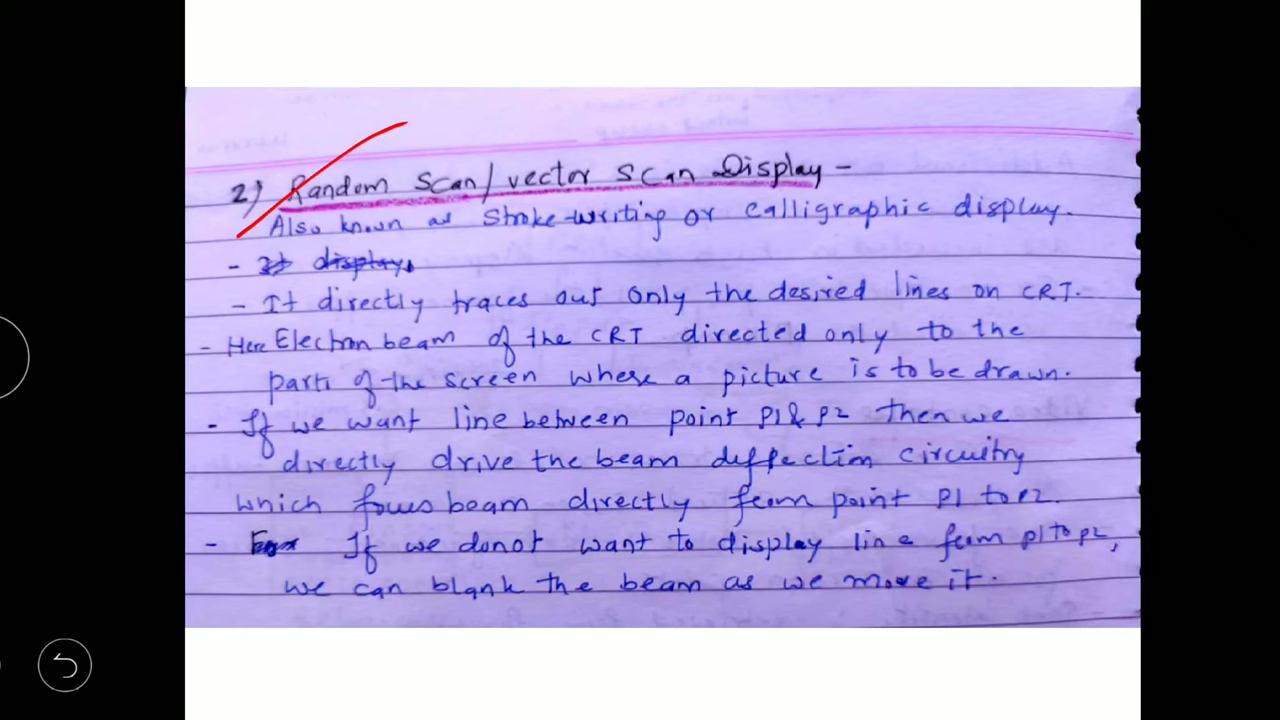 2) Random Scan/vector Scan Display -
Also known as Stroke-writing or calligraphic display.
- It display.
- It directly traces out only the desired lines on CRT.
- Here Electron beam of the CRT directed only to the
parts of the screen where a picture is to be drawn.
- If we want line between point P1 & P2 then we
directly drive the beam deffection circuitry
which focus beam directly from point P1 to P2.
- If we donot want to display line from p1 to p2,
we can blank the beam as we move it.